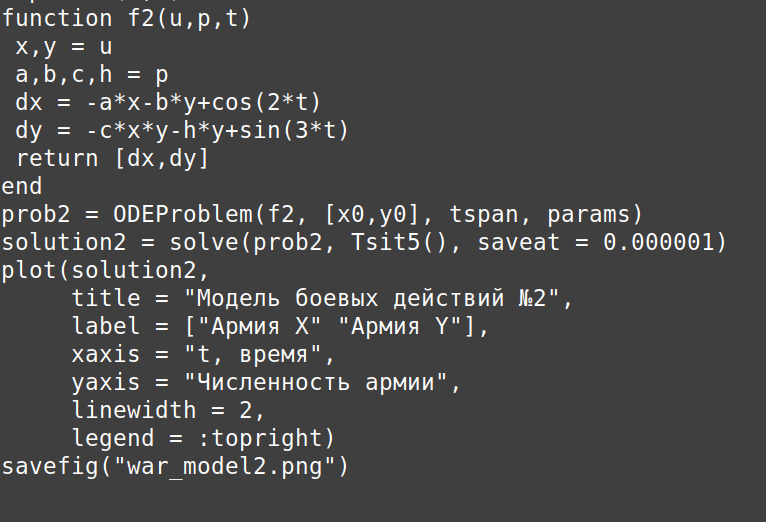 function f2(u,p,t)
 x,y = u
 a,b,c,h = p
 dx = -a*x-b*y+cos(2*t)
 dy = -c*x*y-h*y+sin(3*t)
 return [dx,dy]
end
prob2 = ODEProblem(f2, [x0,y0], tspan, params)
solution2 = solve(prob2, Tsit5(), saveat = 0.000001)
plot(solution2,
     title = "Модель боевых действий №2",
     label = ["Армия X" "Армия Y"],
     xaxis = "t, время",
     yaxis = "Численность армии",
     linewidth = 2,
     legend = :topright)
savefig("war_model2.png")